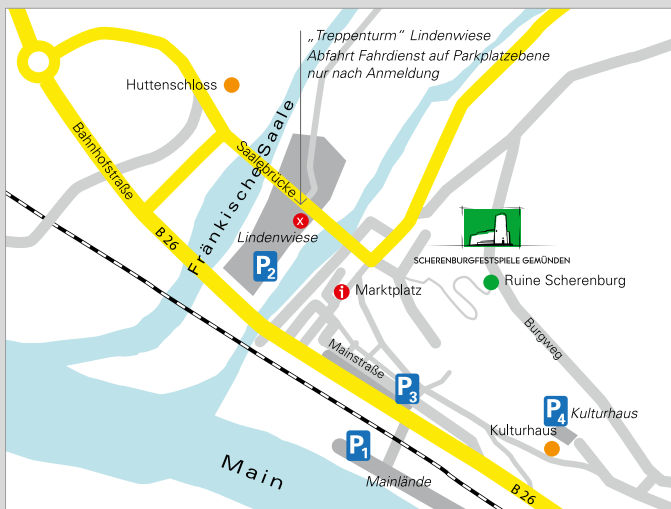 „Treppenturm” Lindenwiese
Abfahrt Fahrdienst auf Parkplatzebene
nur nach Anmeldung
Huttenschloss
Bahnhofstraße
Saalebrücke
Fränkische Saale
B 26
x
Lindenwiese
P2
SCHERENBURGFESTSPIELE GEMÜNDEN
Ruine Scherenburg
i Marktplatz
Burgweg
Mainstraße
P3
P4 Kulturhaus
Kulturhaus
P1
Main
Mainlände
B 26